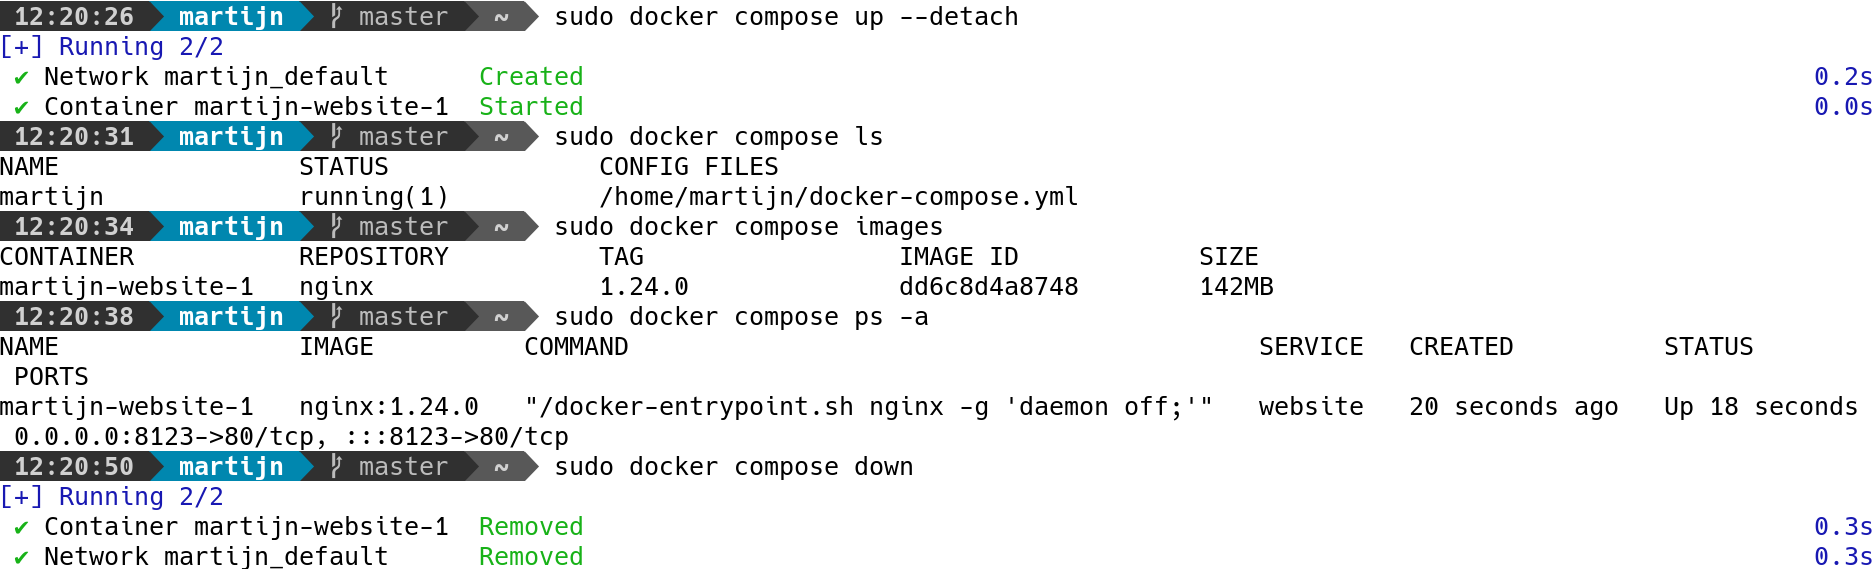 12:20:26 martijn master ~ sudo docker compose up --detach
[+] Running 2/2
✔ Network martijn_default Created 0.2s
✔ Container martijn-website-1 Started 0.0s
12:20:31 martijn master ~ sudo docker compose ls
NAME STATUS CONFIG FILES
martijn running(1) /home/martijn/docker-compose.yml
12:20:34 martijn master ~ sudo docker compose images
CONTAINER REPOSITORY TAG IMAGE ID SIZE
martijn-website-1 nginx 1.24.0 dd6c8d4a8748 142MB
12:20:38 martijn master ~ sudo docker compose ps -a
NAME IMAGE COMMAND SERVICE CREATED STATUS
PORTS
martijn-website-1 nginx:1.24.0 "/docker-entrypoint.sh nginx -g 'daemon off;'" website 20 seconds ago Up 18 seconds
0.0.0.0:8123->80/tcp, :::8123->80/tcp
12:20:50 martijn master ~ sudo docker compose down
[+] Running 2/2
✔ Container martijn-website-1 Removed 0.3s
✔ Network martijn_default Removed 0.3s